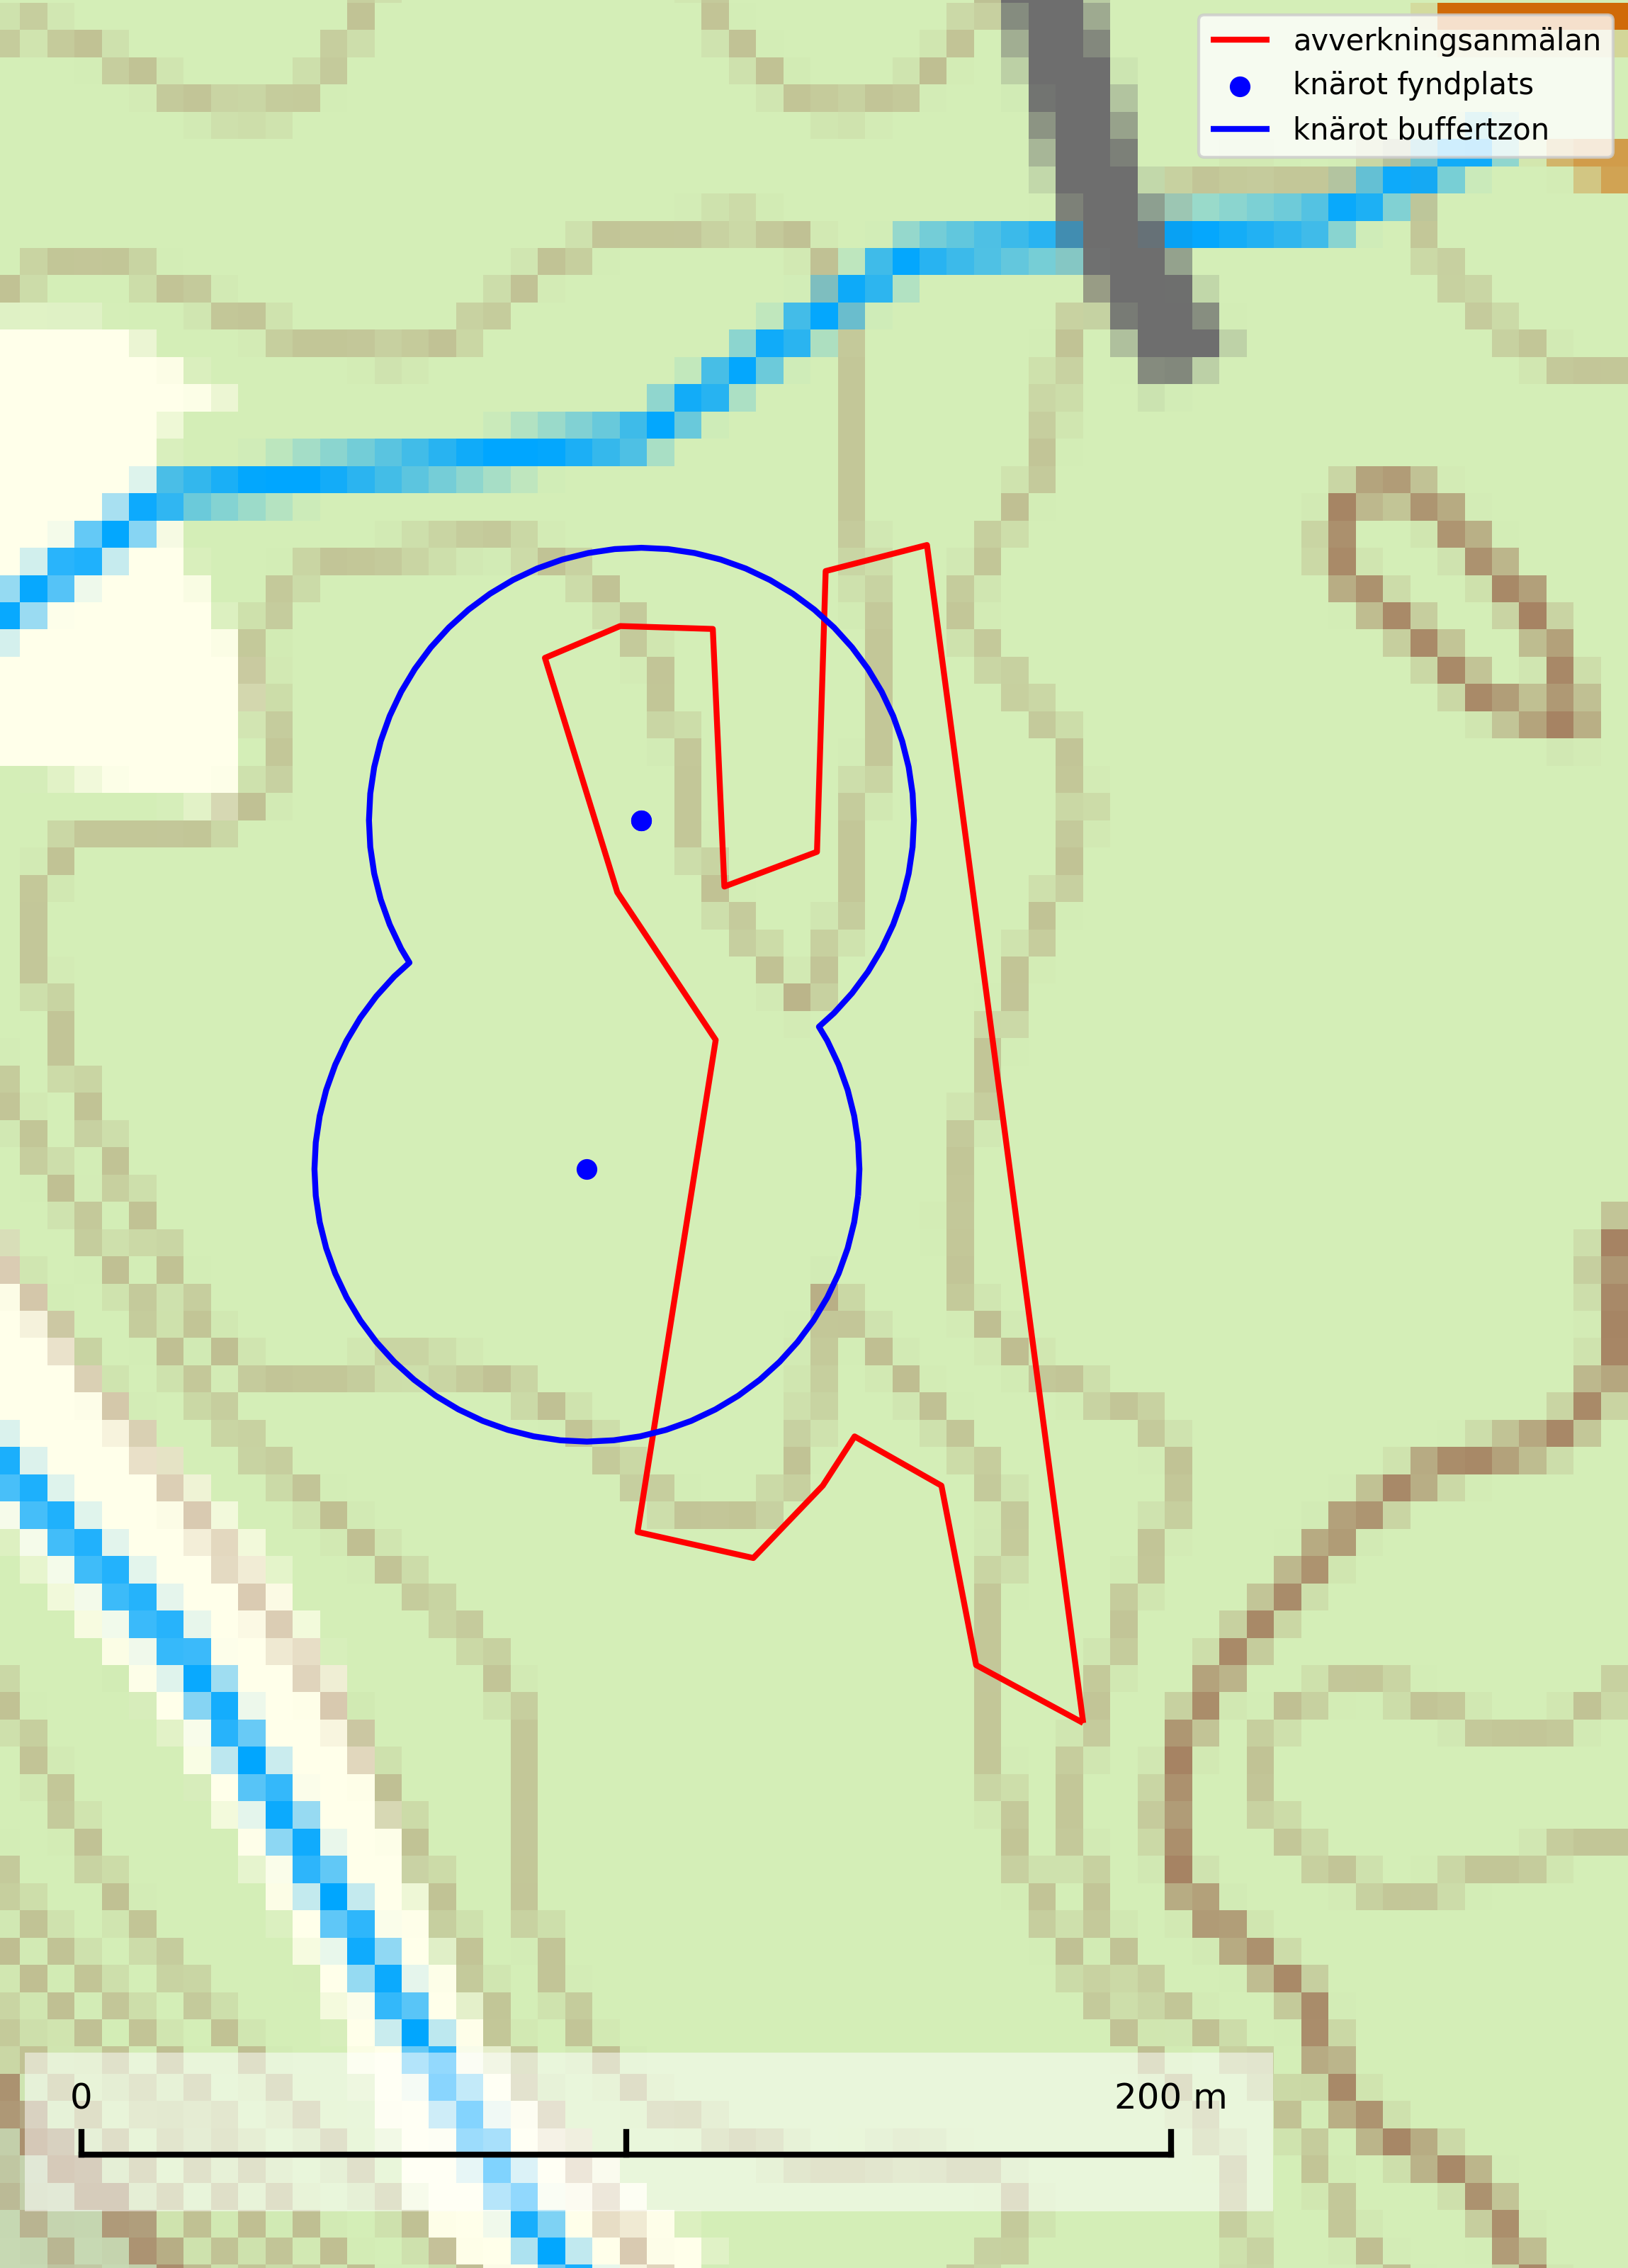 avverkningsanmälan
knärot fyndplats
knärot buffertzon
0
200 m